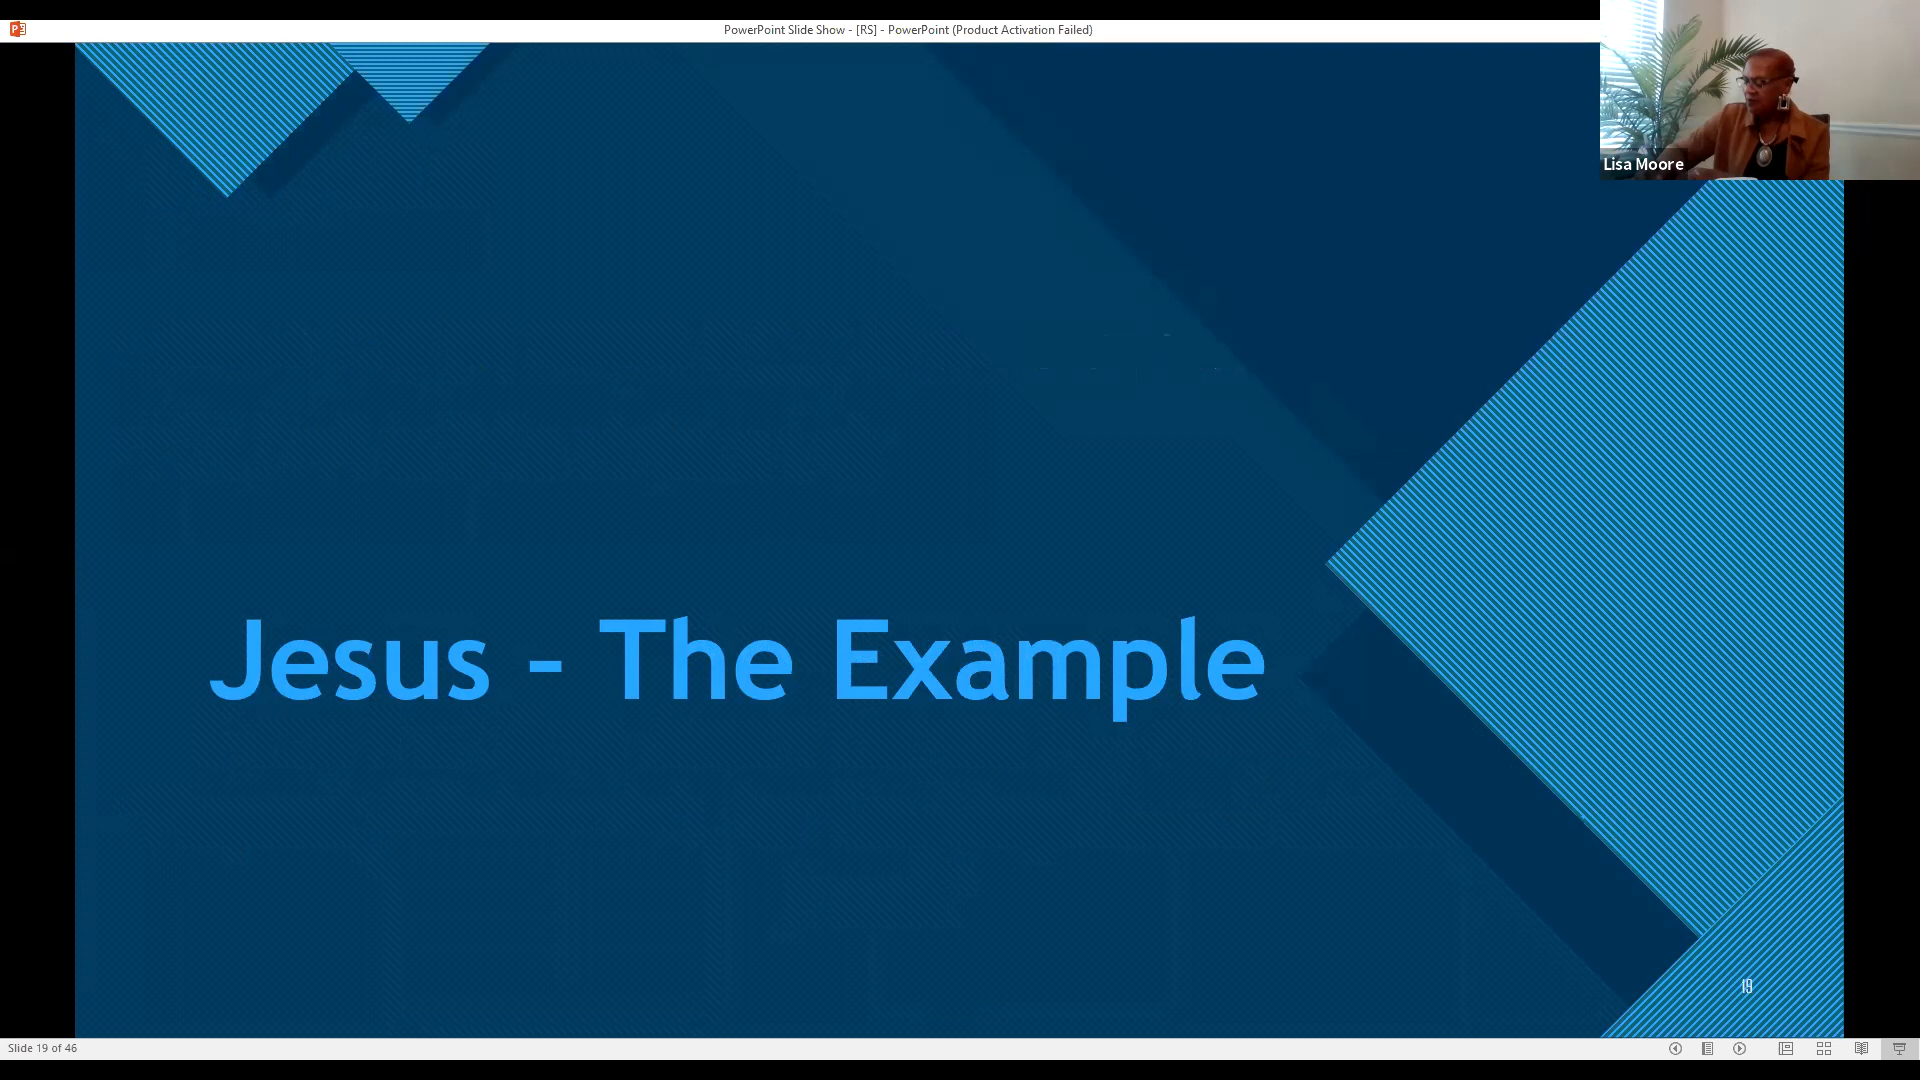 PowerPoint Slide Show - [RS] - PowerPoint (Product Activation Failed)
Lisa Moore
Jesus - The Example
19
Slide 19 of 46